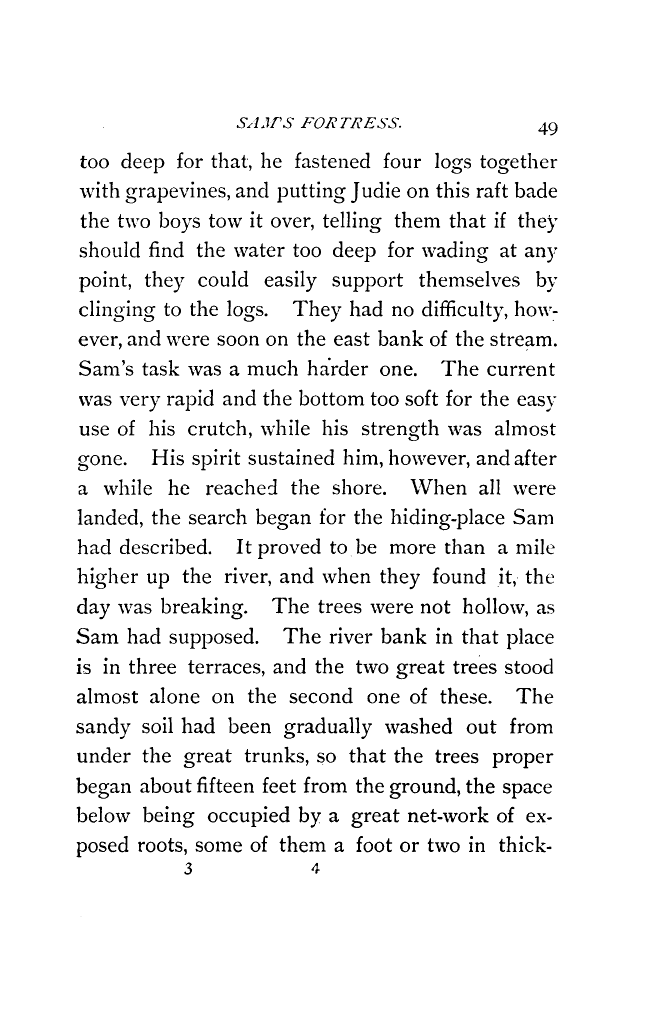 SAM'S FORTRESS. 49
too deep for that, he fastened four logs together
with grapevines, and putting Judie on this raft bade
the two boys tow it over, telling them that if they
should find the water too deep for wading at any
point, they could easily support themselves by
clinging to the logs. They had no difficulty, how-
ever, and were soon on the east bank of the stream.
Sam's task was a much harder one. The current
was very rapid and the bottom too soft for the easy
use of his crutch, while his strength was almost
gone. His spirit sustained him, however, and after
a while he reached the shore. When all were
landed, the search began for the hiding-place Sam
had described. It proved to be more than a mile
higher up the river, and when they found it, the
day was breaking. The trees were not hollow, as
Sam had supposed. The river bank in that place
is in three terraces, and the two great trees stood
almost alone on the second one of these. The
sandy soil had been gradually washed out from
under the great trunks, so that the trees proper
began about fifteen feet from the ground, the space
below being occupied by a great net-work of ex-
posed roots, some of them a foot or two in thick-
3 4